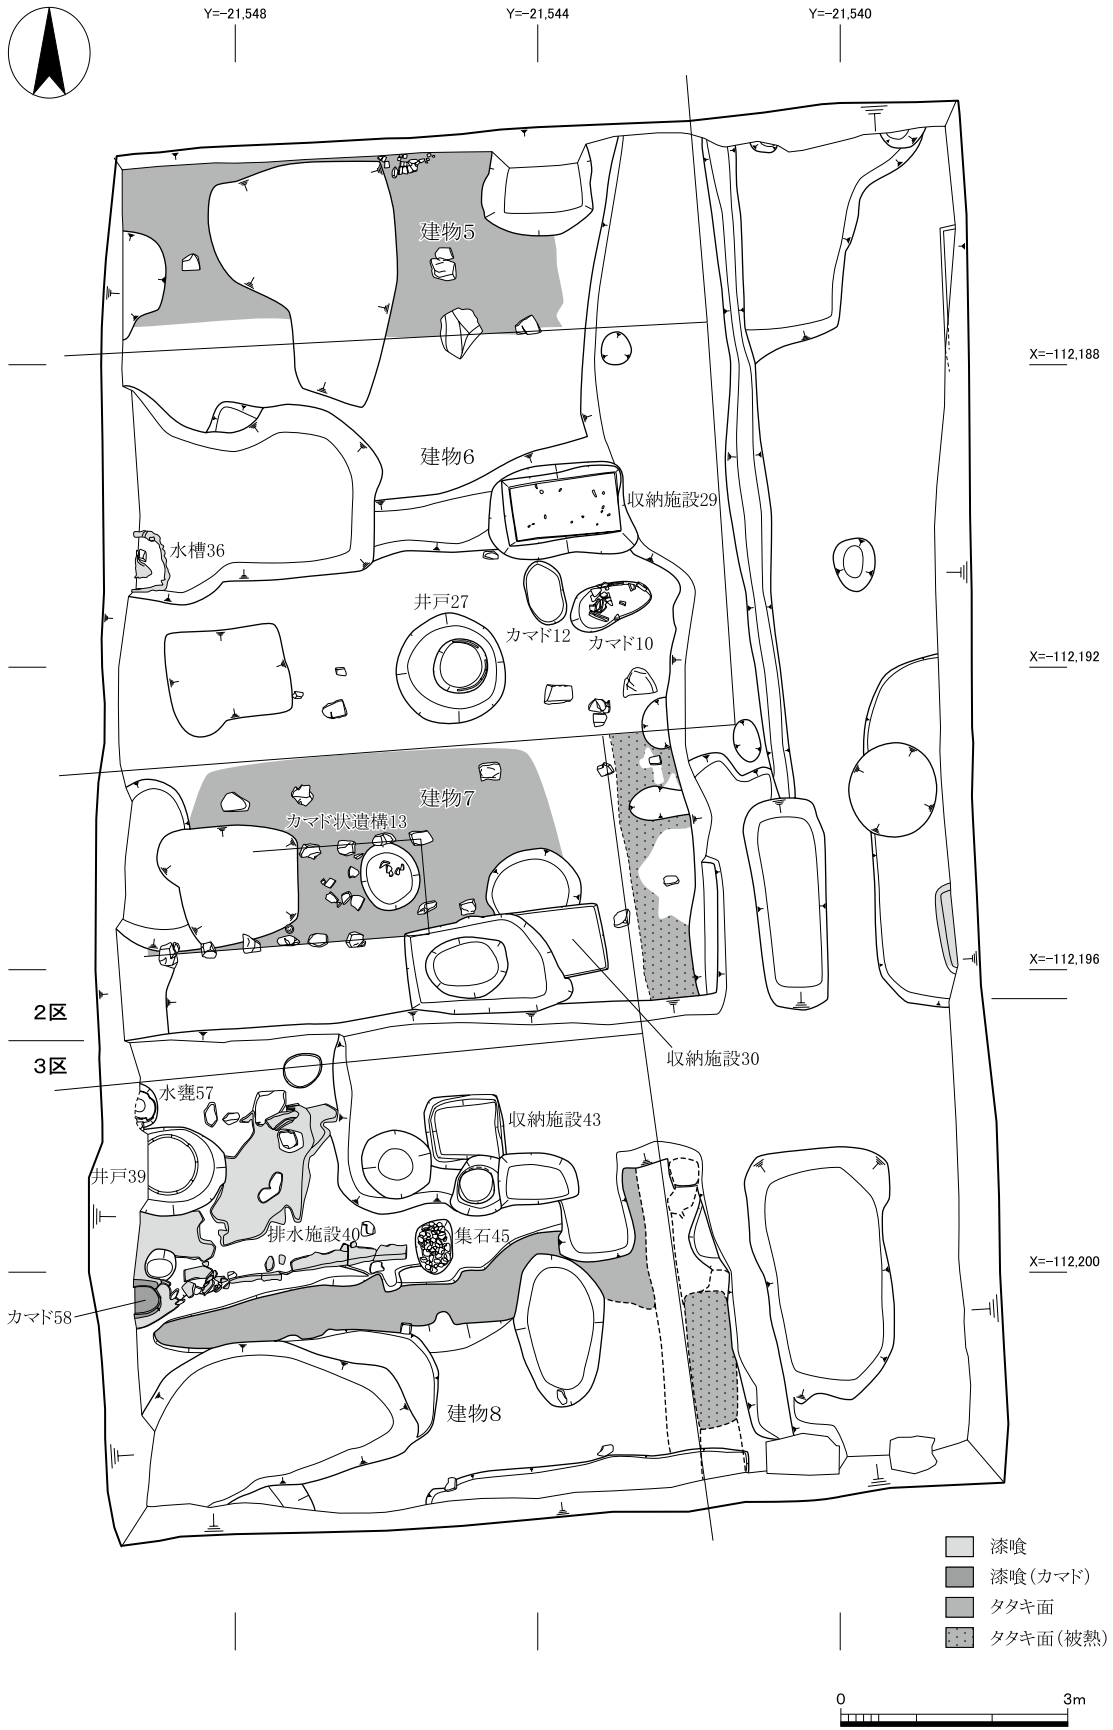 Y=-21,548
Y=-21,544
Y=-21,540
建物5
X=-112,188
建物6
収納施設29
水槽36
井戸27
カマド12
カマド10
X=-112,192
建物7
カマド状遺構13
X=-112,196
2区
3区
収納施設30
水甕57
収納施設43
井戸39
排水施設40
集石45
X=-112,200
カマド58
建物8
漆喰
漆喰(カマド)
タタキ面
タタキ面(被熱)
0
3m